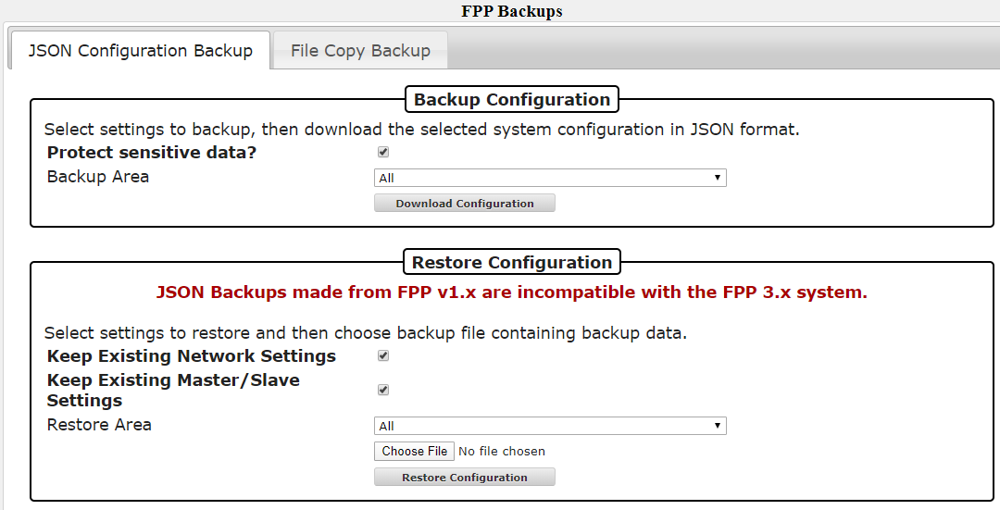 FPP Backups
JSON Configuration Backup
File Copy Backup
Backup Configuration
Select settings to backup, then download the selected system configuration in JSON format.
Protect sensitive data?
Backup Area
All
Download Configuration
Restore Configuration
JSON Backups made from FPP v1.x are incompatible with the FPP 3.x system.
Select settings to restore and then choose backup file containing backup data.
Keep Existing Network Settings
Keep Existing Master/Slave
Settings
Restore Area
All
Choose File No file chosen
Restore Configuration